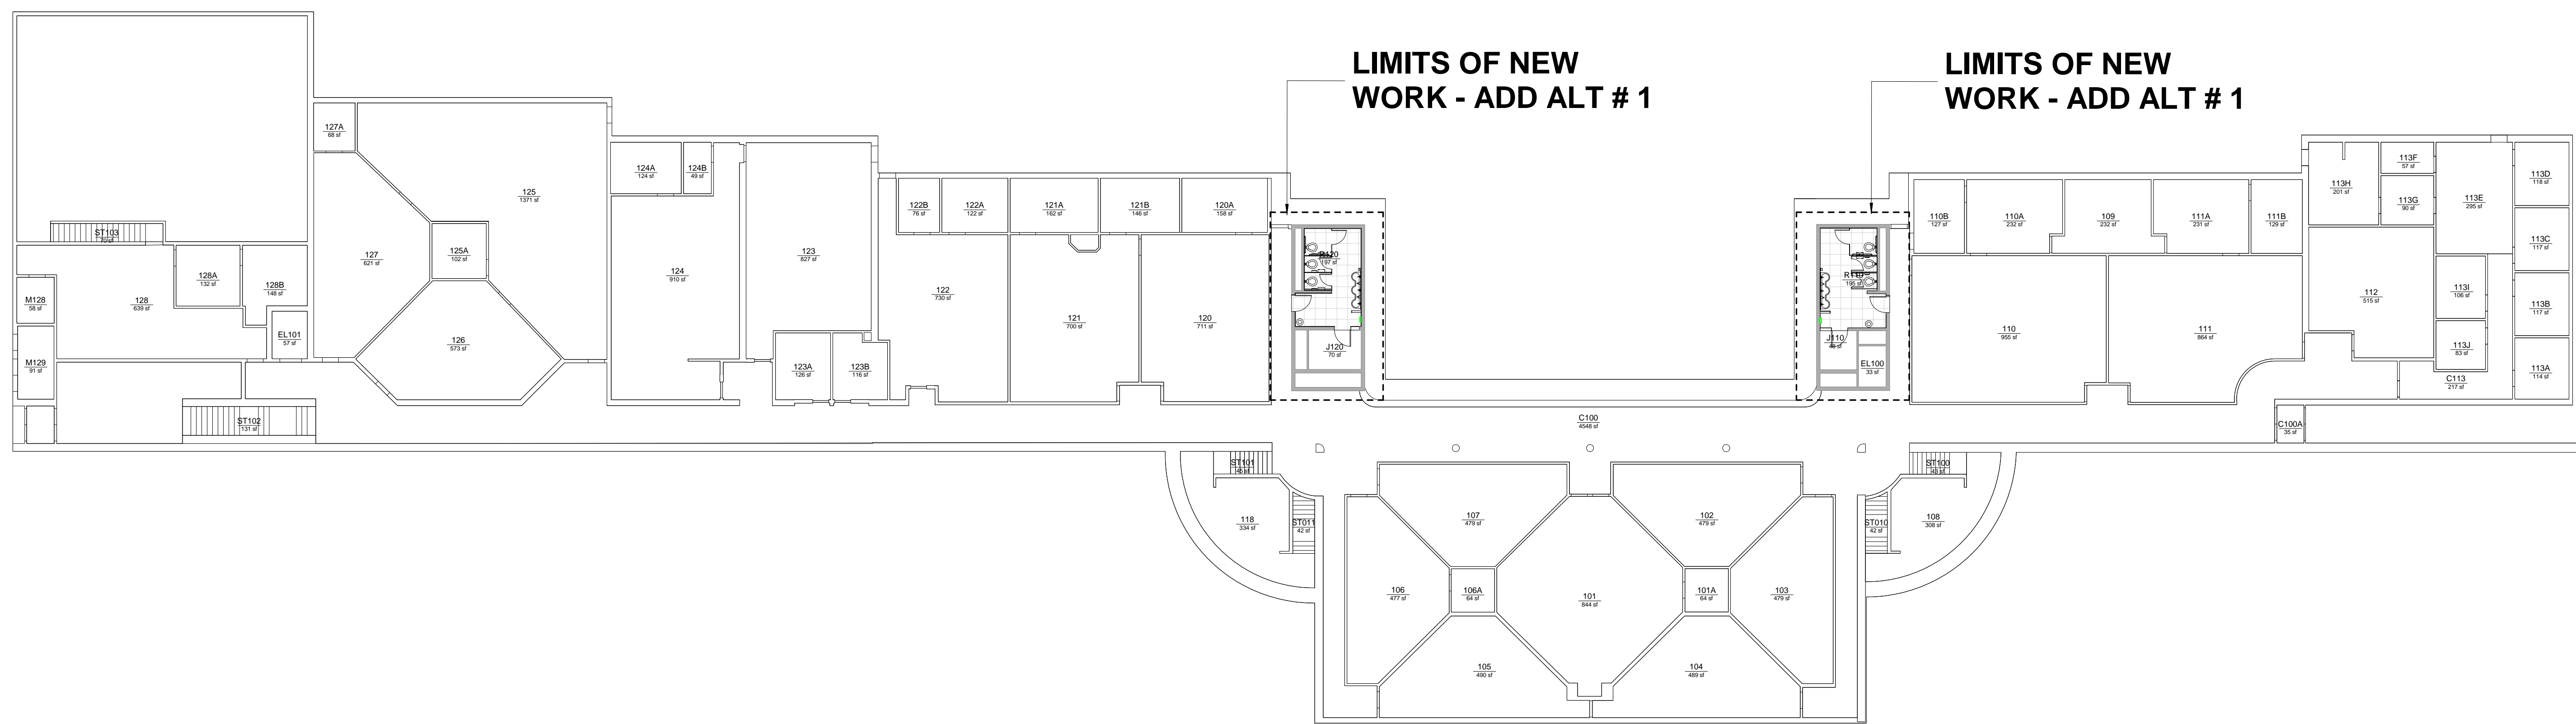 LIMITS OF NEW
WORK - ADD ALT # 1
LIMITS OF NEW
WORK - ADD ALT # 1
127A
68 sf
125
1371 sf
124A
124 sf
124B
49 sf
122B
76 sf
122A
122 sf
121A
162 sf
121B
146 sf
120A
158 sf
110B
127 sf
110A
232 sf
109
232 sf
111A
231 sf
111B
129 sf
113H
201 sf
113F
57 sf
113G
90 sf
113E
295 sf
113D
118 sf
113C
117 sf
113B
117 sf
113A
114 sf
ST103
70 sf
127
621 sf
125A
102 sf
123
827 sf
124
910 sf
R120
197 sf
R110
195 sf
128A
132 sf
128B
148 sf
M128
58 sf
128
639 sf
EL101
57 sf
126
573 sf
M129
91 sf
123A
126 sf
123B
116 sf
122
730 sf
121
700 sf
120
711 sf
J120
70 sf
J110
48 sf
EL100
33 sf
110
955 sf
111
864 sf
112
515 sf
113I
106 sf
113J
83 sf
C113
217 sf
ST102
131 sf
C100
4548 sf
C100A
35 sf
ST101
45 sf
ST100
43 sf
118
334 sf
ST011
42 sf
107
479 sf
102
479 sf
ST010
42 sf
108
308 sf
106
477 sf
106A
64 sf
101
844 sf
101A
64 sf
103
479 sf
105
490 sf
104
489 sf